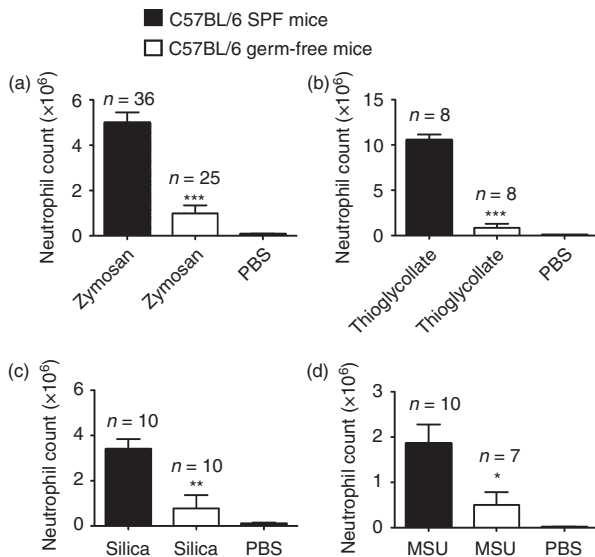 C57BL/6 SPF mice
C57BL/6 germ-free mice
(a)
Neutrophil count (×10⁶)
6
4
2
0
n = 36
n = 25
***
Zymosan
Zymosan
PBS
(b)
Neutrophil count (×10⁶)
15
10
5
0
n = 8
n = 8
***
Thioglycollate
Thioglycollate
PBS
(c)
Neutrophil count (×10⁶)
6
4
2
0
n = 10
n = 10
**
Silica
Silica
PBS
(d)
Neutrophil count (×10⁶)
3
2
1
0
n = 10
n = 7
*
MSU
MSU
PBS